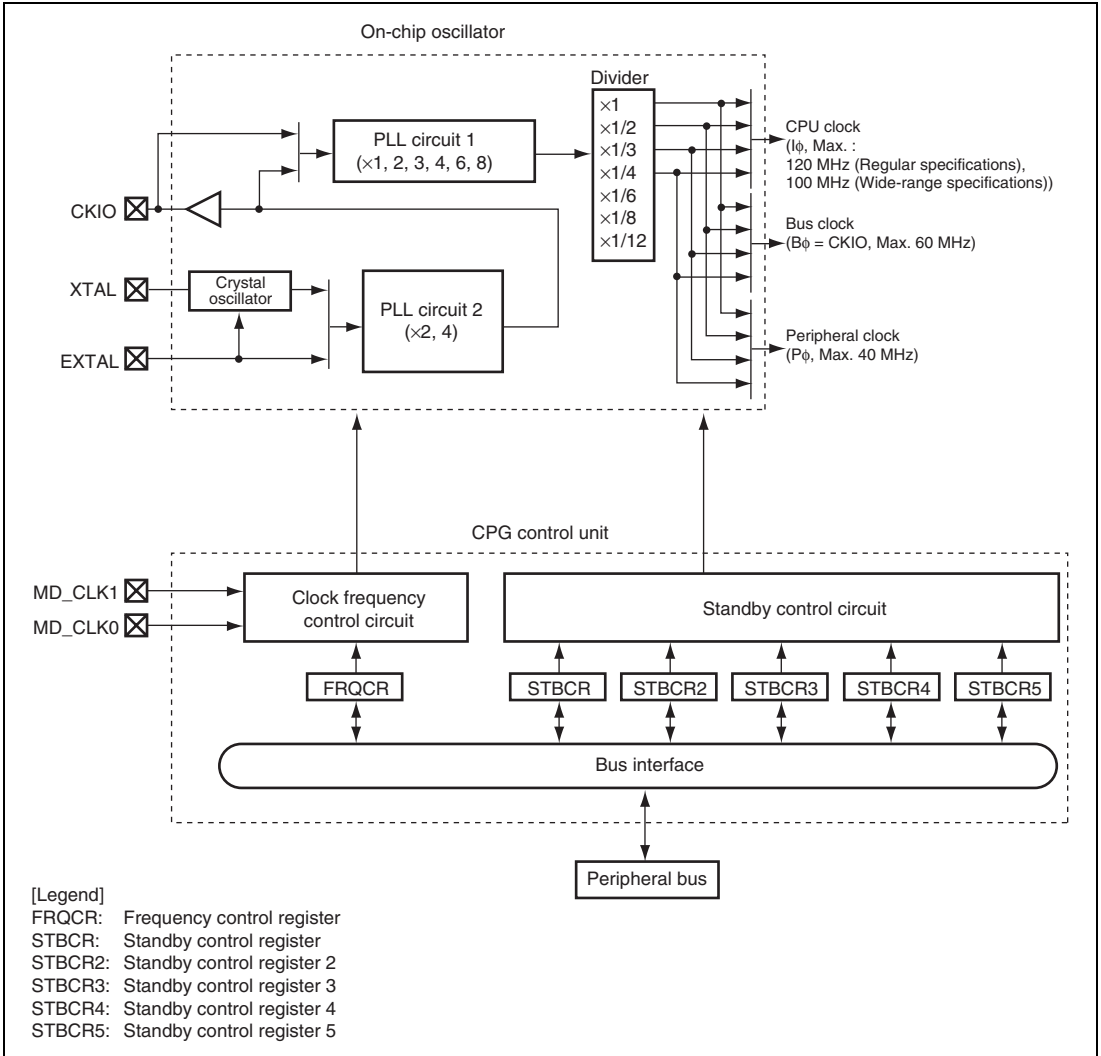 On-chip oscillator
Divider
×1
×1/2
×1/3
×1/4
×1/6
×1/8
×1/12
PLL circuit 1
(×1, 2, 3, 4, 6, 8)
CPU clock
(Iϕ, Max. :
120 MHz (Regular specifications),
100 MHz (Wide-range specifications))
CKIO
Bus clock
(Bϕ = CKIO, Max. 60 MHz)
XTAL
Crystal
oscillator
PLL circuit 2
(×2, 4)
EXTAL
Peripheral clock
(Pϕ, Max. 40 MHz)
CPG control unit
MD_CLK1
MD_CLK0
Clock frequency
control circuit
Standby control circuit
FRQCR
STBCR
STBCR2
STBCR3
STBCR4
STBCR5
Bus interface
Peripheral bus
[Legend]
FRQCR: Frequency control register
STBCR: Standby control register
STBCR2: Standby control register 2
STBCR3: Standby control register 3
STBCR4: Standby control register 4
STBCR5: Standby control register 5